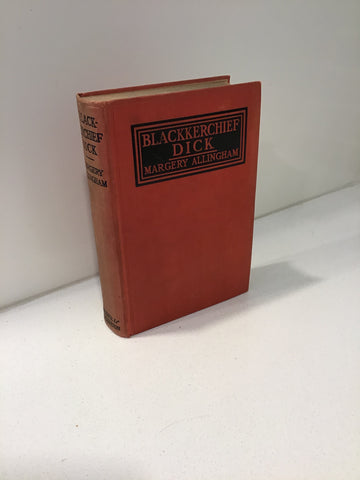 BLACK-
KERCHIEF
DICK
MARGERY
ALLINGHAM
BLACKKERCHIEF
DICK
MARGERY ALLINGHAM